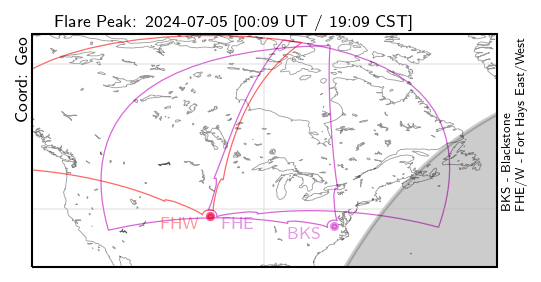 Flare Peak: 2024-07-05 [00:09 UT / 19:09 CST]
Coord: Geo
FHW
FHE
BKS
BKS - Blackstone
FHE/W - Fort Hays East/West